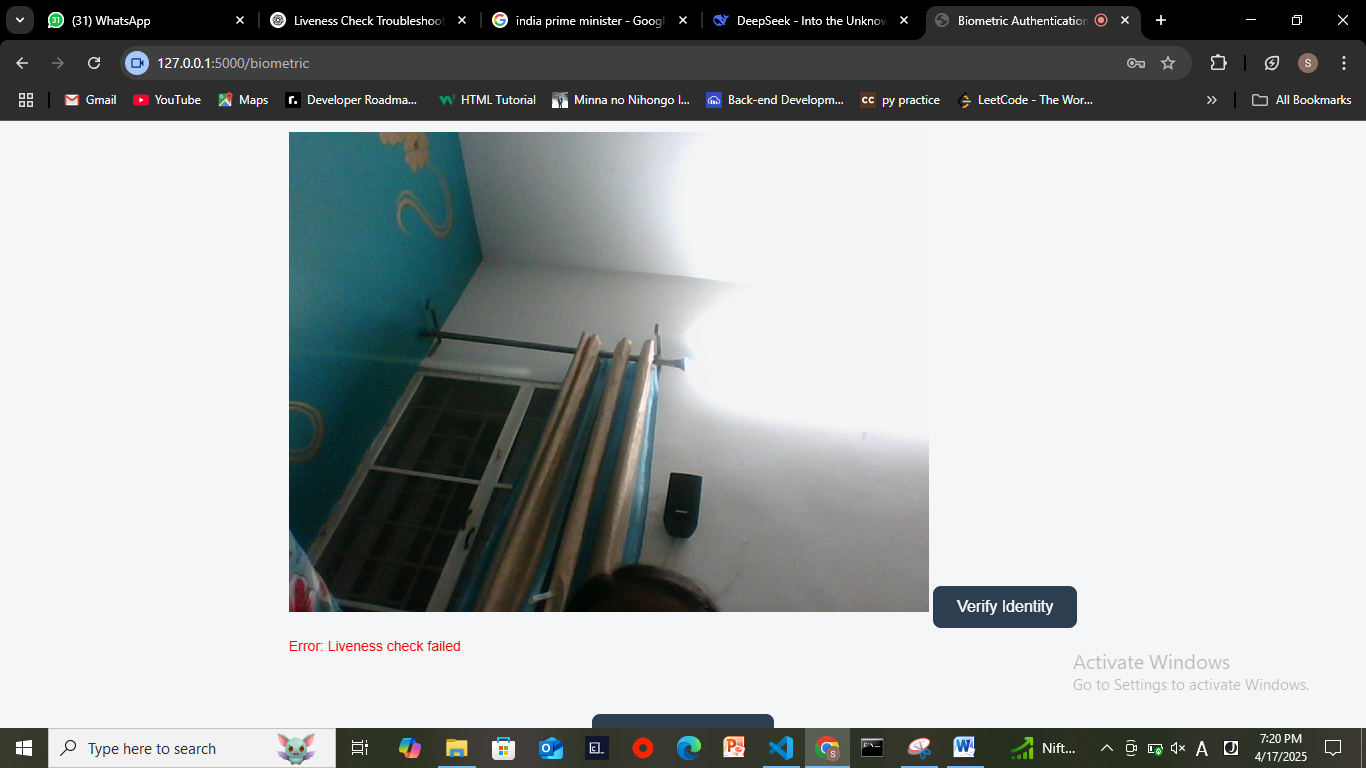 (31) WhatsApp
Liveness Check Troubleshoot
india prime minister - Googl
DeepSeek - Into the Unknow
Biometric Authentication
127.0.0.1:5000/biometric
S
Gmail
YouTube
Maps
Developer Roadma...
HTML Tutorial
Minna no Nihongo I...
Back-end Developm...
CC py practice
LeetCode - The Wor...
»
All Bookmarks
Verify Identity
Error: Liveness check failed
Activate Windows
Go to Settings to activate Windows.
Type here to search
Nift...
A
7:20 PM
4/17/2025